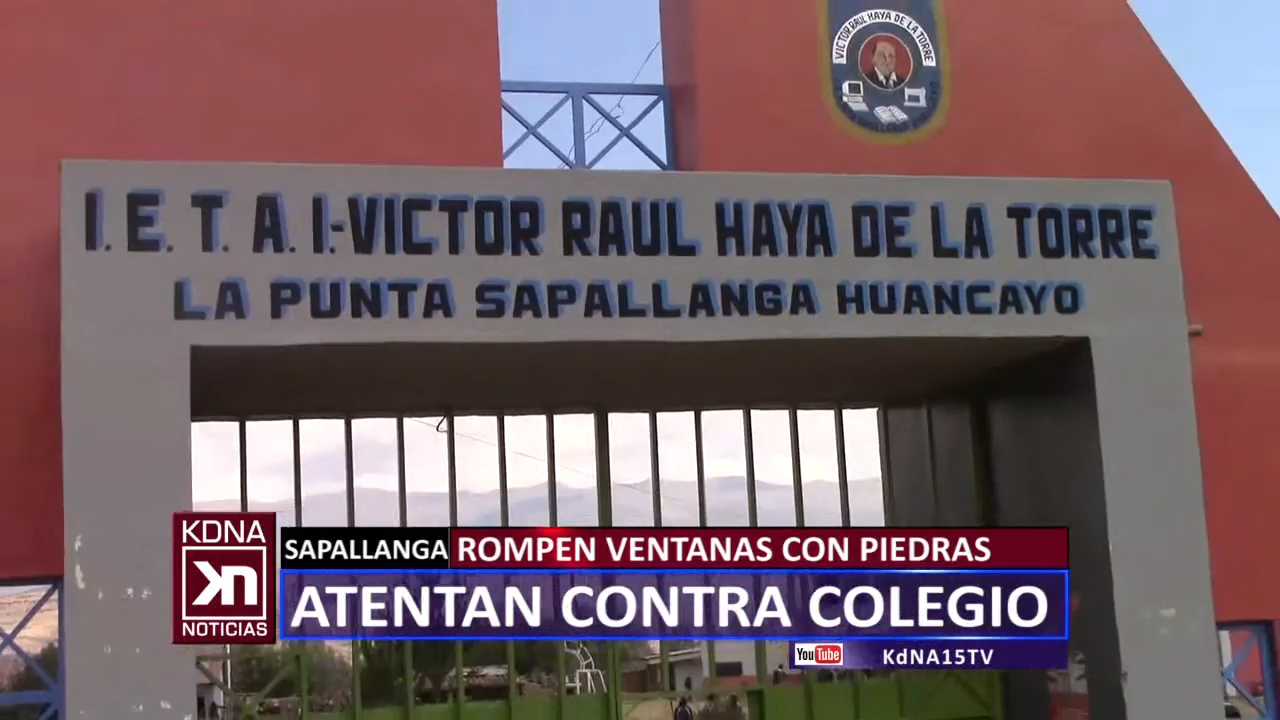 VICTOR RAUL HAYA DE LA TORRE
I.E.T.A.I-VICTOR RAUL HAYA DE LA TORRE
LA PUNTA SAPALLANGA HUANCAYO
KDNA
NOTICIAS
SAPALLANGA
ROMPEN VENTANAS CON PIEDRAS
ATENTAN CONTRA COLEGIO
YouTube
KdNA15TV